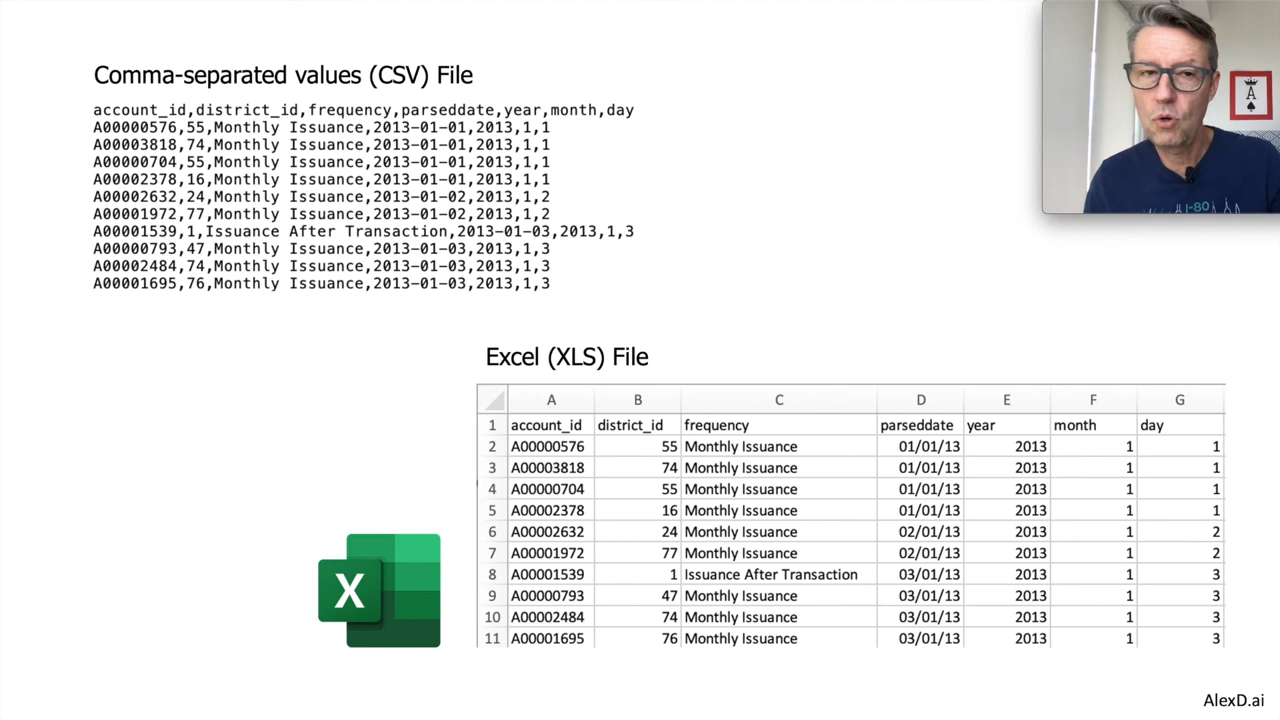 Comma-separated values (CSV) File
account_id,district_id,frequency,parseddate,year,month,day
A00000576,55,Monthly Issuance,2013-01-01,2013,1,1
A00003818,74,Monthly Issuance,2013-01-01,2013,1,1
A00000704,55,Monthly Issuance,2013-01-01,2013,1,1
A00002378,16,Monthly Issuance,2013-01-01,2013,1,1
A00002632,24,Monthly Issuance,2013-01-02,2013,1,2
A00001972,77,Monthly Issuance,2013-01-02,2013,1,2
A00001539,1,Issuance After Transaction,2013-01-03,2013,1,3
A00000793,47,Monthly Issuance,2013-01-03,2013,1,3
A00002484,74,Monthly Issuance,2013-01-03,2013,1,3
A00001695,76,Monthly Issuance,2013-01-03,2013,1,3
A
I-80
Excel (XLS) File
A B C D E F G
1 account_id district_id frequency parseddate year month day
2 A00000576 55 Monthly Issuance 01/01/13 2013 1 1
3 A00003818 74 Monthly Issuance 01/01/13 2013 1 1
4 A00000704 55 Monthly Issuance 01/01/13 2013 1 1
5 A00002378 16 Monthly Issuance 01/01/13 2013 1 1
6 A00002632 24 Monthly Issuance 02/01/13 2013 1 2
7 A00001972 77 Monthly Issuance 02/01/13 2013 1 2
8 A00001539 1 Issuance After Transaction 03/01/13 2013 1 3
9 A00000793 47 Monthly Issuance 03/01/13 2013 1 3
10 A00002484 74 Monthly Issuance 03/01/13 2013 1 3
11 A00001695 76 Monthly Issuance 03/01/13 2013 1 3
X
AlexD.ai